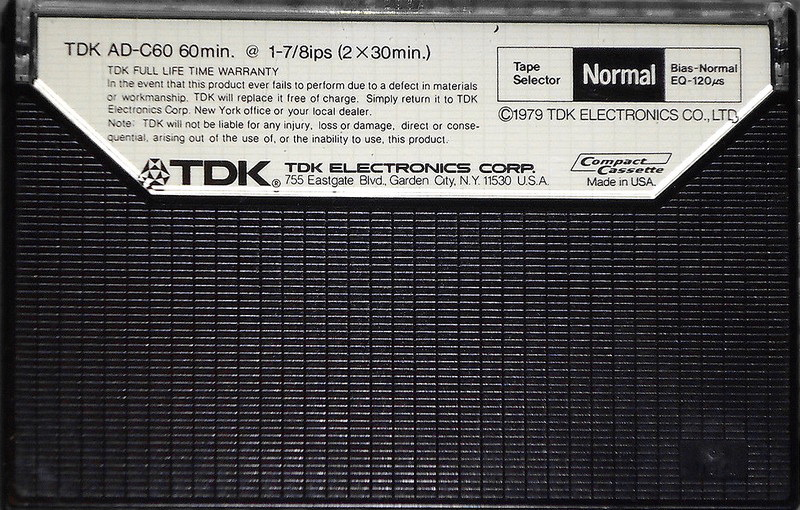 TDK AD-C60 60min. @ 1-7/8ips (2×30min.)
TDK FULL LIFE TIME WARRANTY
In the event that this product ever fails to perform due to a defect in materials
or workmanship, TDK will replace it free of charge. Simply return it to TDK
Electronics Corp. New York office or your local dealer.
Note: TDK will not be liable for any injury, loss or damage, direct or conse-
quential, arising out of the use of, or the inability to use, this product.
Tape
Selector
Normal
Bias-Normal
EQ-120μs
©1979 TDK ELECTRONICS CO., LTD.
TDK® TDK ELECTRONICS CORP.
755 Eastgate Blvd., Garden City, N.Y. 11530 U.S.A.
Compact
Cassette
Made in USA.